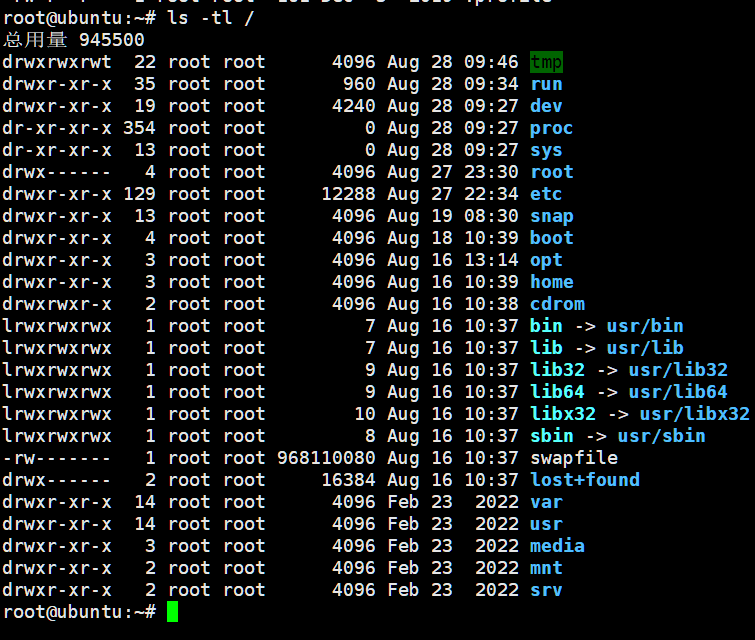 root@ubuntu:~# ls -tl /
总用量 945500
drwxrwxrwt  22 root root      4096 Aug 28 09:46 tmp
drwxr-xr-x  35 root root       960 Aug 28 09:34 run
drwxr-xr-x  19 root root      4240 Aug 28 09:27 dev
dr-xr-xr-x 354 root root         0 Aug 28 09:27 proc
dr-xr-xr-x  13 root root         0 Aug 28 09:27 sys
drwx------   4 root root      4096 Aug 27 23:30 root
drwxr-xr-x 129 root root     12288 Aug 27 22:34 etc
drwxr-xr-x  13 root root      4096 Aug 19 08:30 snap
drwxr-xr-x   4 root root      4096 Aug 18 10:39 boot
drwxr-xr-x   3 root root      4096 Aug 16 13:14 opt
drwxr-xr-x   3 root root      4096 Aug 16 10:39 home
drwxrwxr-x   2 root root      4096 Aug 16 10:38 cdrom
lrwxrwxrwx   1 root root         7 Aug 16 10:37 bin -> usr/bin
lrwxrwxrwx   1 root root         7 Aug 16 10:37 lib -> usr/lib
lrwxrwxrwx   1 root root         9 Aug 16 10:37 lib32 -> usr/lib32
lrwxrwxrwx   1 root root         9 Aug 16 10:37 lib64 -> usr/lib64
lrwxrwxrwx   1 root root        10 Aug 16 10:37 libx32 -> usr/libx32
lrwxrwxrwx   1 root root         8 Aug 16 10:37 sbin -> usr/sbin
-rw-------   1 root root 968110080 Aug 16 10:37 swapfile
drwx------   2 root root     16384 Aug 16 10:37 lost+found
drwxr-xr-x  14 root root      4096 Feb 23  2022 var
drwxr-xr-x  14 root root      4096 Feb 23  2022 usr
drwxr-xr-x   3 root root      4096 Feb 23  2022 media
drwxr-xr-x   2 root root      4096 Feb 23  2022 mnt
drwxr-xr-x   2 root root      4096 Feb 23  2022 srv
root@ubuntu:~#